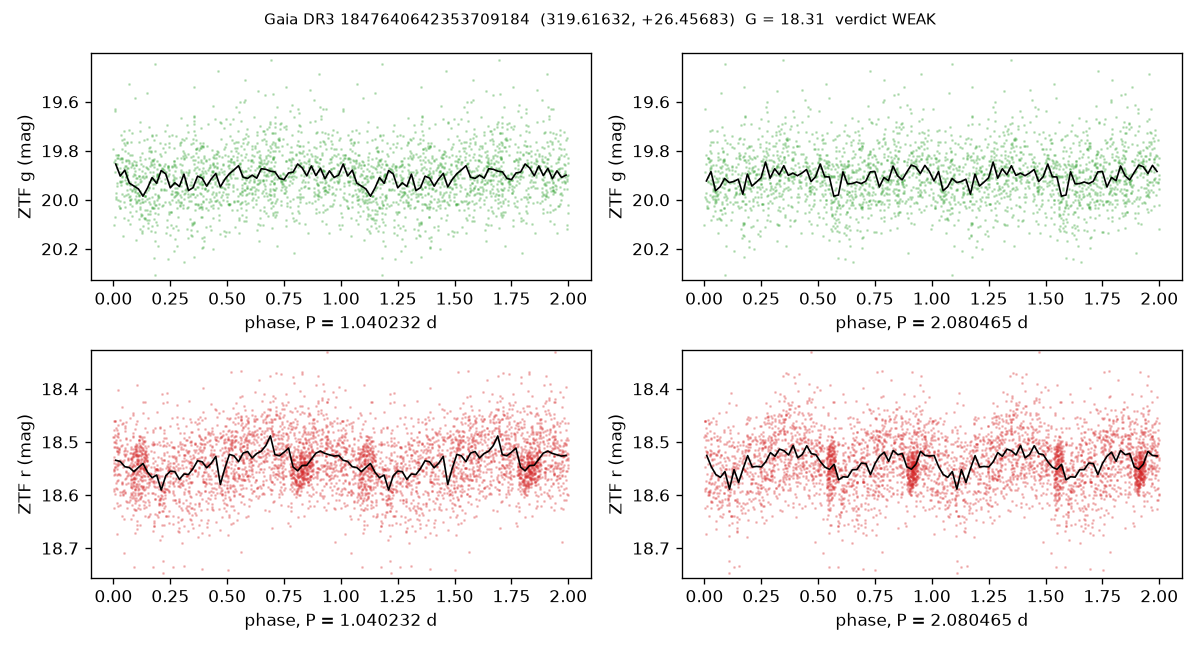 Gaia DR3 1847640642353709184 (319.61632, +26.45683) G = 18.31 verdict WEAK
ZTF g (mag)
19.6
19.8
20.0
20.2
0.00 0.25 0.50 0.75 1.00 1.25 1.50 1.75 2.00
phase, P = 1.040232 d
ZTF g (mag)
19.6
19.8
20.0
20.2
0.00 0.25 0.50 0.75 1.00 1.25 1.50 1.75 2.00
phase, P = 2.080465 d
ZTF r (mag)
18.4
18.5
18.6
18.7
0.00 0.25 0.50 0.75 1.00 1.25 1.50 1.75 2.00
phase, P = 1.040232 d
ZTF r (mag)
18.4
18.5
18.6
18.7
0.00 0.25 0.50 0.75 1.00 1.25 1.50 1.75 2.00
phase, P = 2.080465 d